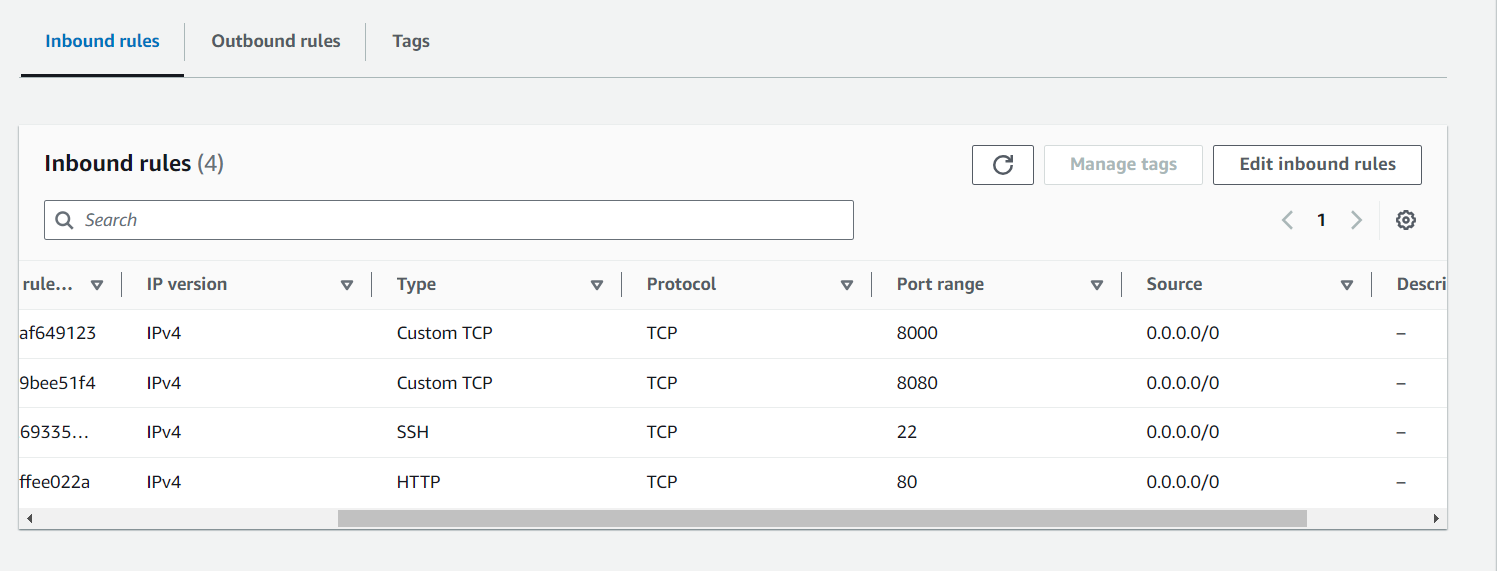 Inbound rules Outbound rules Tags
Inbound rules (4)
Manage tags Edit inbound rules
Search
1
rule... IP version Type Protocol Port range Source Descri
af649123 IPv4 Custom TCP TCP 8000 0.0.0.0/0 –
9bee51f4 IPv4 Custom TCP TCP 8080 0.0.0.0/0 –
69335... IPv4 SSH TCP 22 0.0.0.0/0 –
ffee022a IPv4 HTTP TCP 80 0.0.0.0/0 –